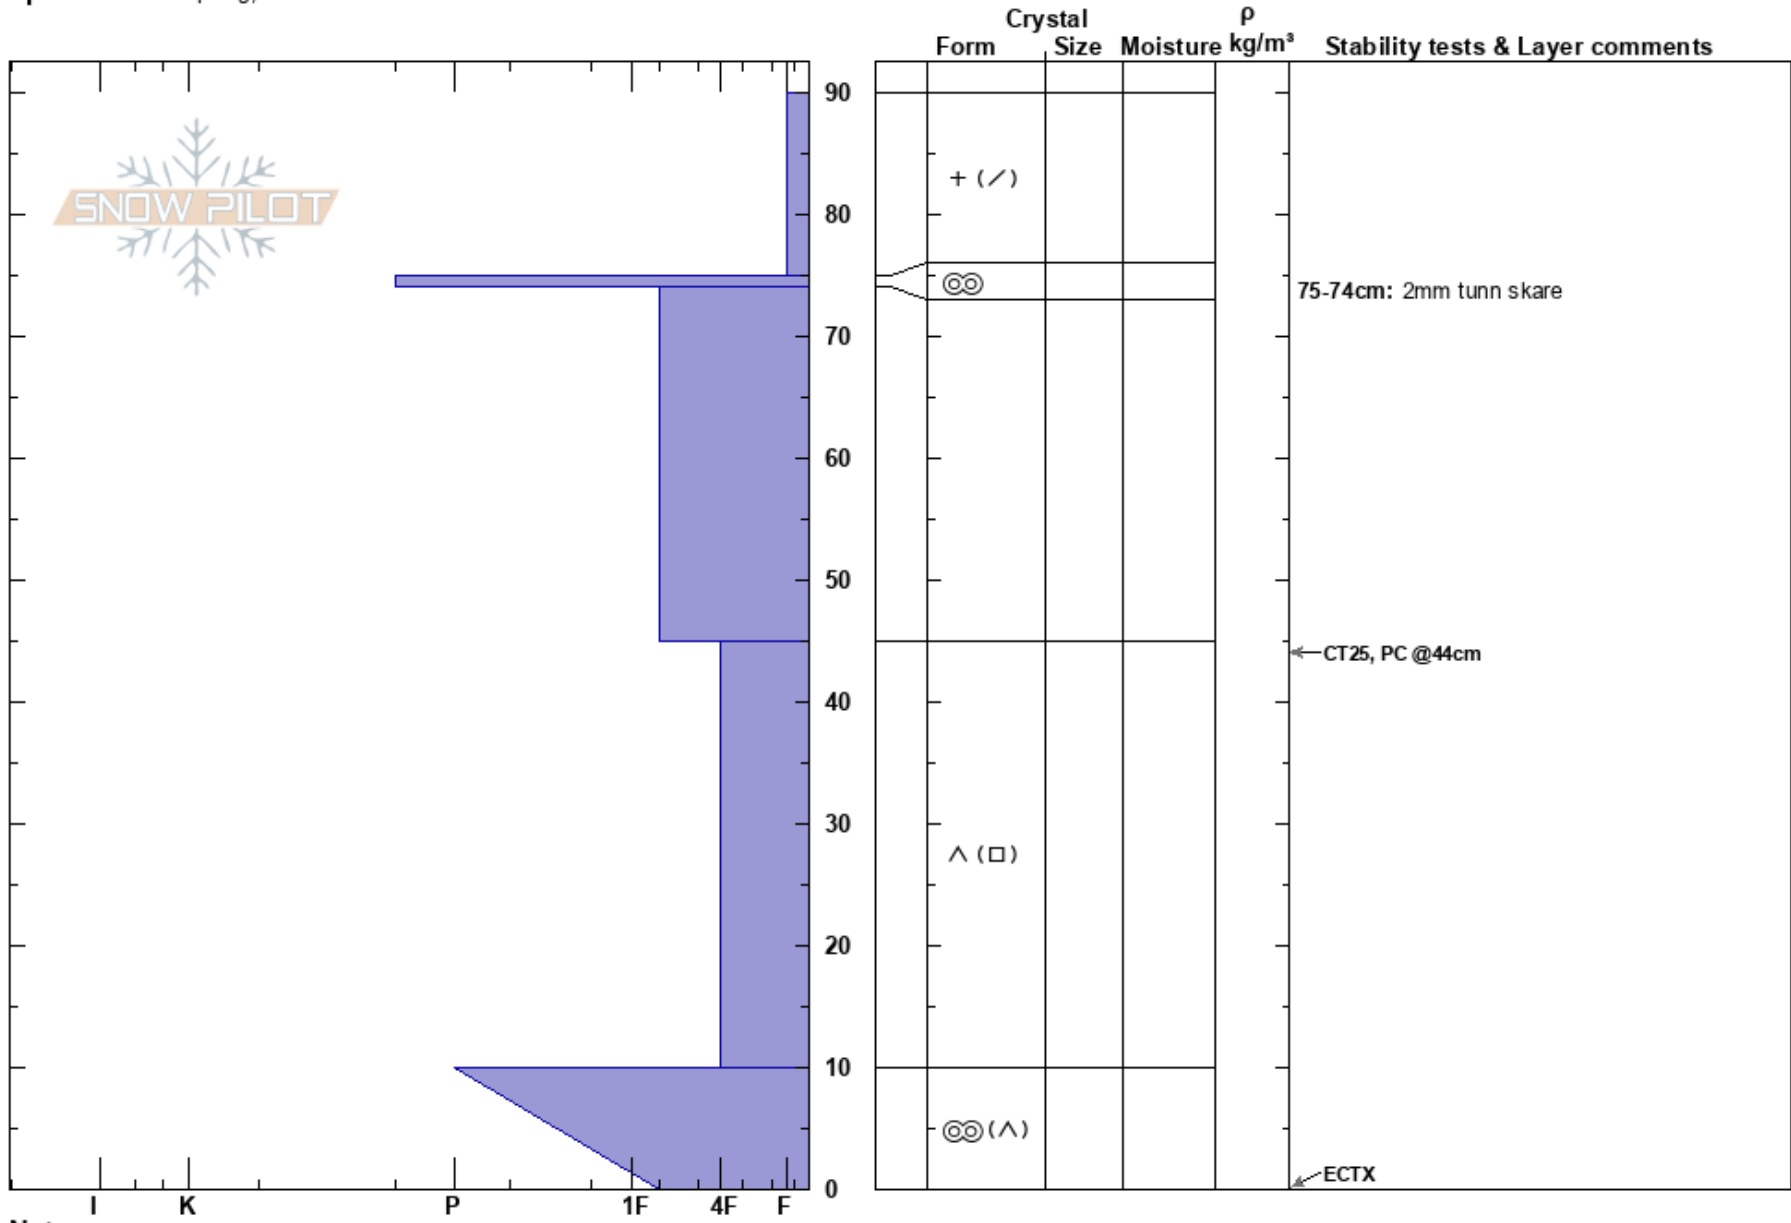 Crystal
ρ
Form Size Moisture kg/m³ Stability tests & Layer comments
SNOW PILOT
90
+ (/)
80
75-74cm: 2mm tunn skare
70
60
50
CT25, PC @44cm
40
30
20
10
ECTX
0
I K P 1F 4F F